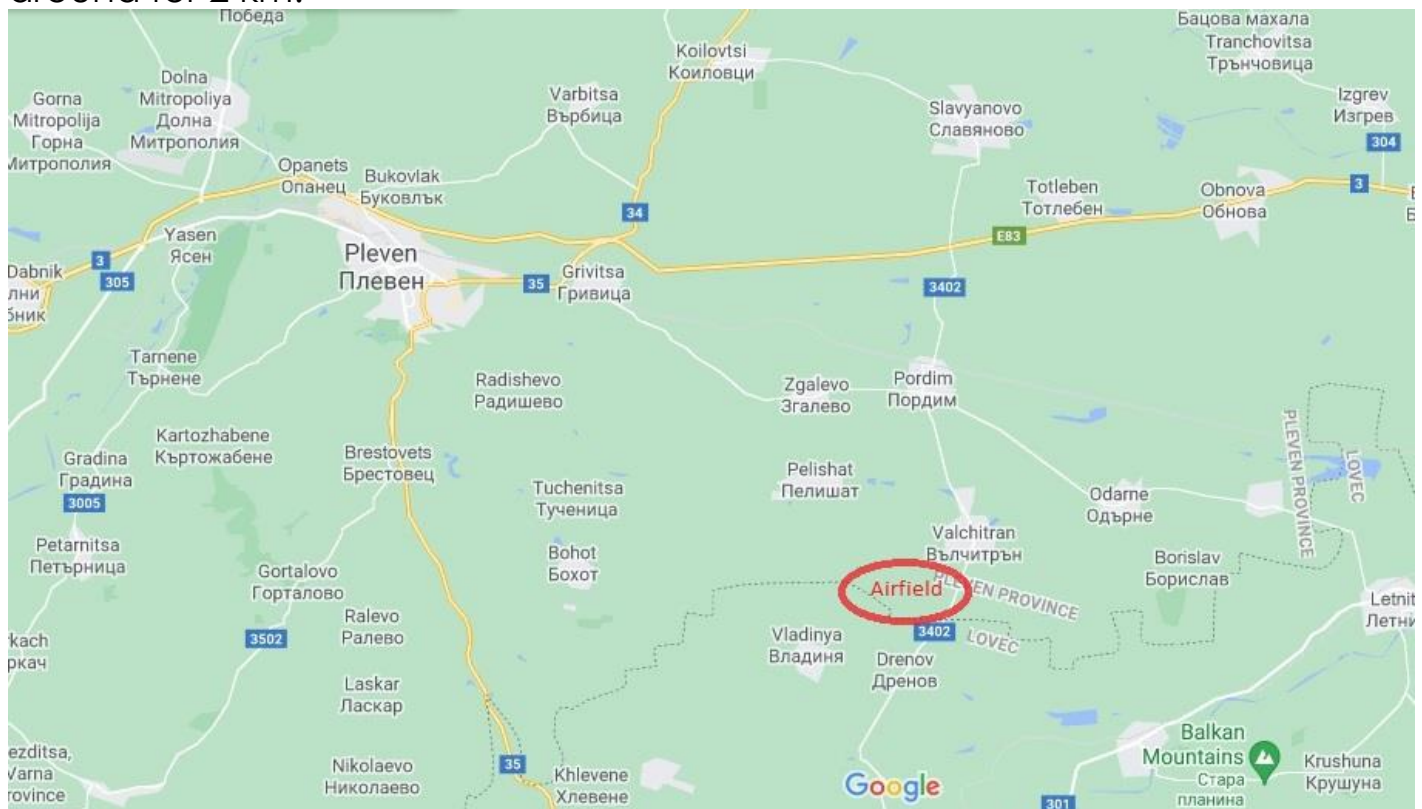 around for 2 km.
Победа
Бацова махала
Tranchovitsa
Трънчовица
Koilovtsi
Коиловци
Dolna
Mitropoliya
Долна
Митрополия
Gorna
Mitropolija
Горна
Митрополия
Varbitsa
Върбица
Slavyanovo
Славяново
Izgrev
Изгрев
304
Opanets
Опанец
Bukovlak
Буковлък
Totleben
Тотлебен
Obnova
Обнова
3
34
E83
Yasen
Ясен
Pleven
Плевен
3
305
Dabnik
35
Grivitsa
Гривица
3402
Tarnene
Търнене
Radishevo
Радишево
Zgalevo
Згалево
Pordim
Пордим
Kartozhabene
Къртожабене
Gradina
Градина
3005
Brestovets
Брестовец
Tuchenitsa
Тученица
Pelishat
Пелишат
Odarne
Одърне
PLEVEN PROVINCE
LOVEC
Petarnitsa
Петърница
Gortalovo
Горталово
Bohot
Бохот
Valchitran
Вълчитрън
Borislav
Борислав
Airfield
PLEVEN PROVINCE
Ralevo
Ралево
3502
Vladinya
Владиня
3402
LOVEC
Drenov
Дренов
Letnit
Летни
Laskar
Ласкар
Nikolaevo
Николаево
35
Khlevene
Хлевене
Google
301
Balkan
Mountains
Стара
планина
Krushuna
Крушуна